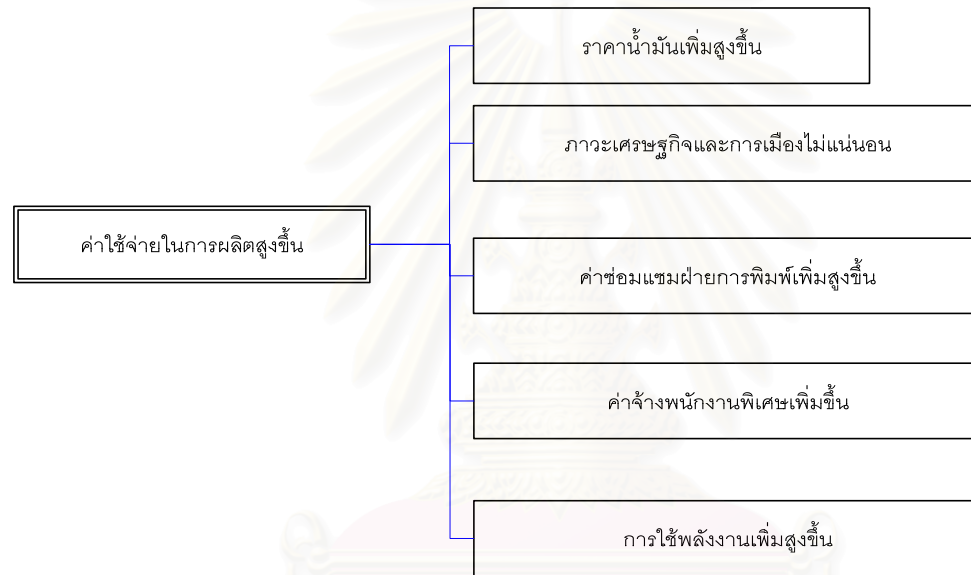 ราคาน้ำมันเพิ่มสูงขึ้น
ภาวะเศรษฐกิจและการเมืองไม่แน่นอน
ค่าใช้จ่ายในการผลิตสูงขึ้น
ค่าซ่อมแซมฝ่ายการพิมพ์เพิ่มสูงขึ้น
ค่าจ้างพนักงานพิเศษเพิ่มขึ้น
การใช้พลังงานเพิ่มสูงขึ้น